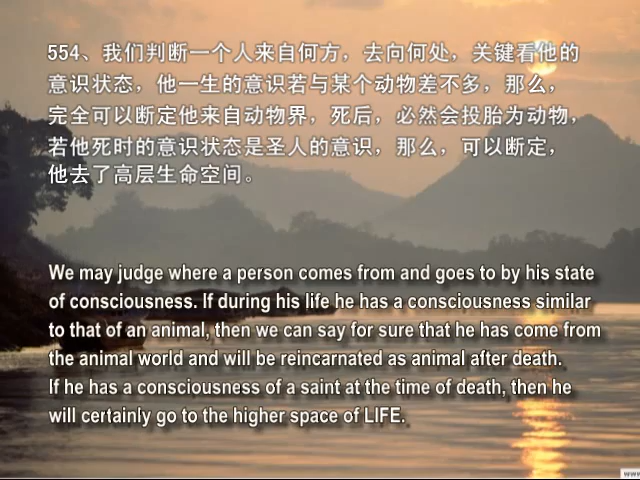 554、我们判断一个人来自何方，去向何处，关键看他的
意识状态，他一生的意识若与某个动物差不多，那么，
完全可以断定他来自动物界，死后，必然会投胎为动物，
若他死时的意识状态是圣人的意识，那么，可以断定，
他去了高层生命空间。
We may judge where a person comes from and goes to by his state
of consciousness. If during his life he has a consciousness similar
to that of an animal, then we can say for sure that he has come from
the animal world and will be reincarnated as animal after death.
If he has a consciousness of a saint at the time of death, then he
will certainly go to the higher space of LIFE.